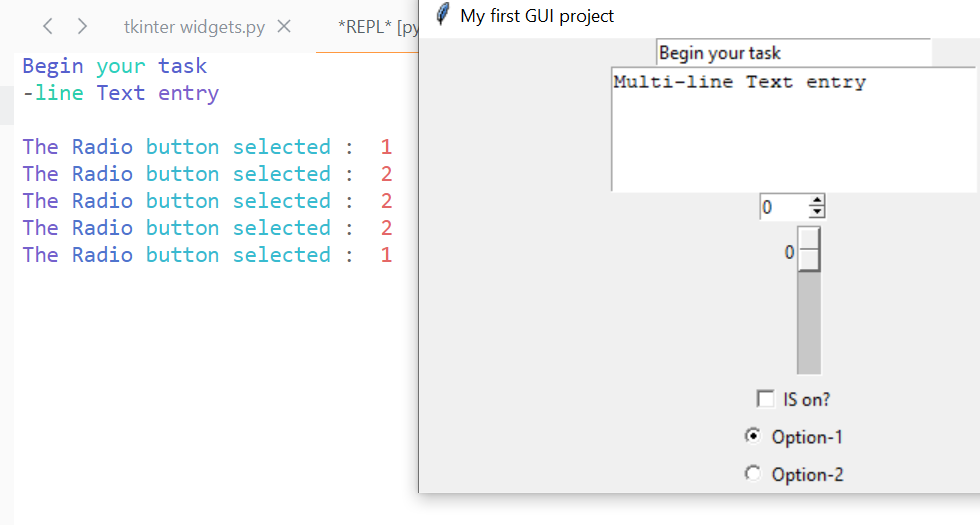 tkinter widgets.py
*REPL* [py
Begin your task
-line Text entry
The Radio button selected :  1
The Radio button selected :  2
The Radio button selected :  2
The Radio button selected :  2
The Radio button selected :  1
My first GUI project
Begin your task
Multi-line Text entry
0
0
IS on?
Option-1
Option-2